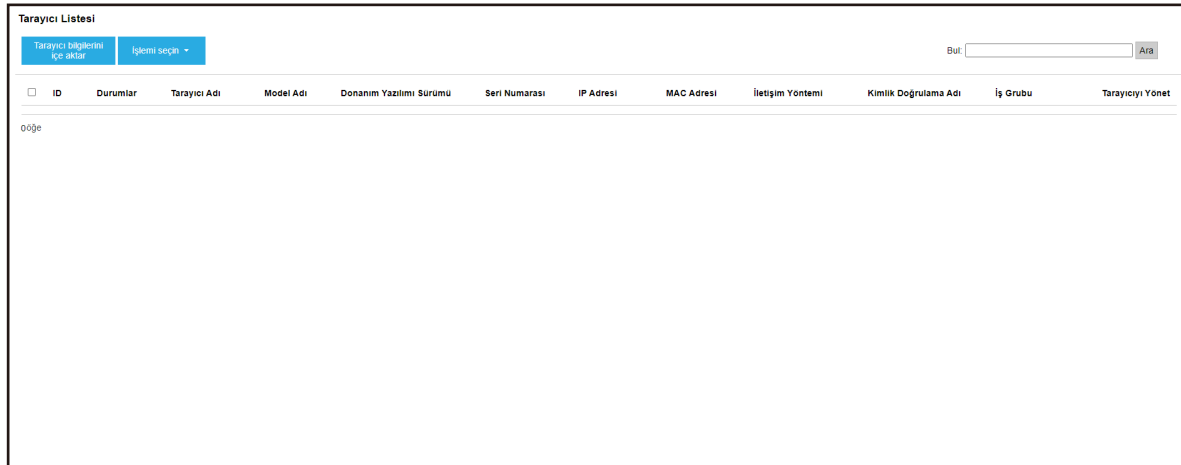 Tarayıcı Listesi
Tarayıcı bilgilerini
içe aktar
İşlemi seçin
Bul:
Ara
ID Durumlar Tarayıcı Adı Model Adı Donanım Yazılımı Sürümü Seri Numarası IP Adresi MAC Adresi İletişim Yöntemi Kimlik Doğrulama Adı İş Grubu Tarayıcıyı Yönet
0öğe